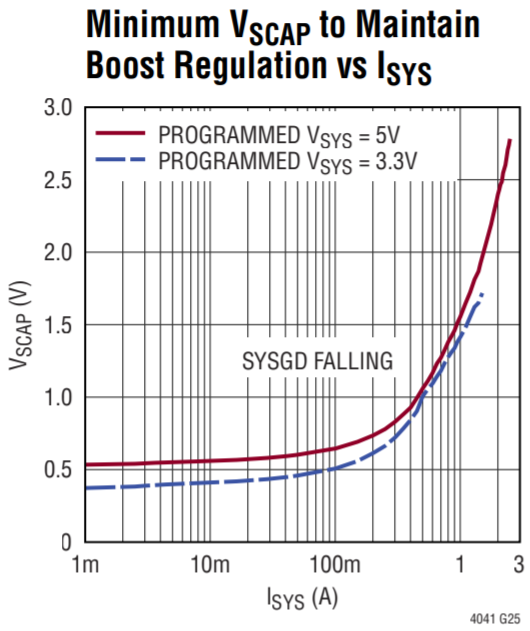 Minimum VSCAP to Maintain
Boost Regulation vs ISYS
3.0
2.5
2.0
1.5
1.0
0.5
0
VSCAP (V)
PROGRAMMED VSYS = 5V
PROGRAMMED VSYS = 3.3V
SYSGD FALLING
1m
10m
100m
1
3
ISYS (A)
4041 G25